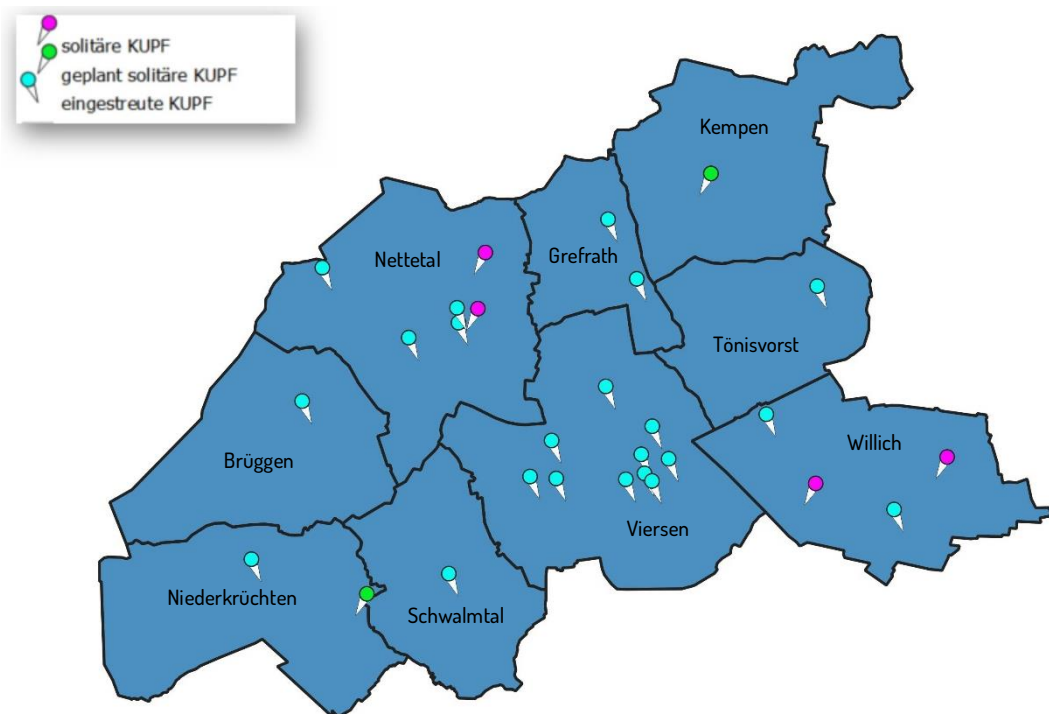 solitäre KUPF
geplant solitäre KUPF
eingestreute KUPF
Kempen
Nettetal
Grefrath
Tönisvorst
Brüggen
Willich
Viersen
Niederkrüchten
Schwalmtal